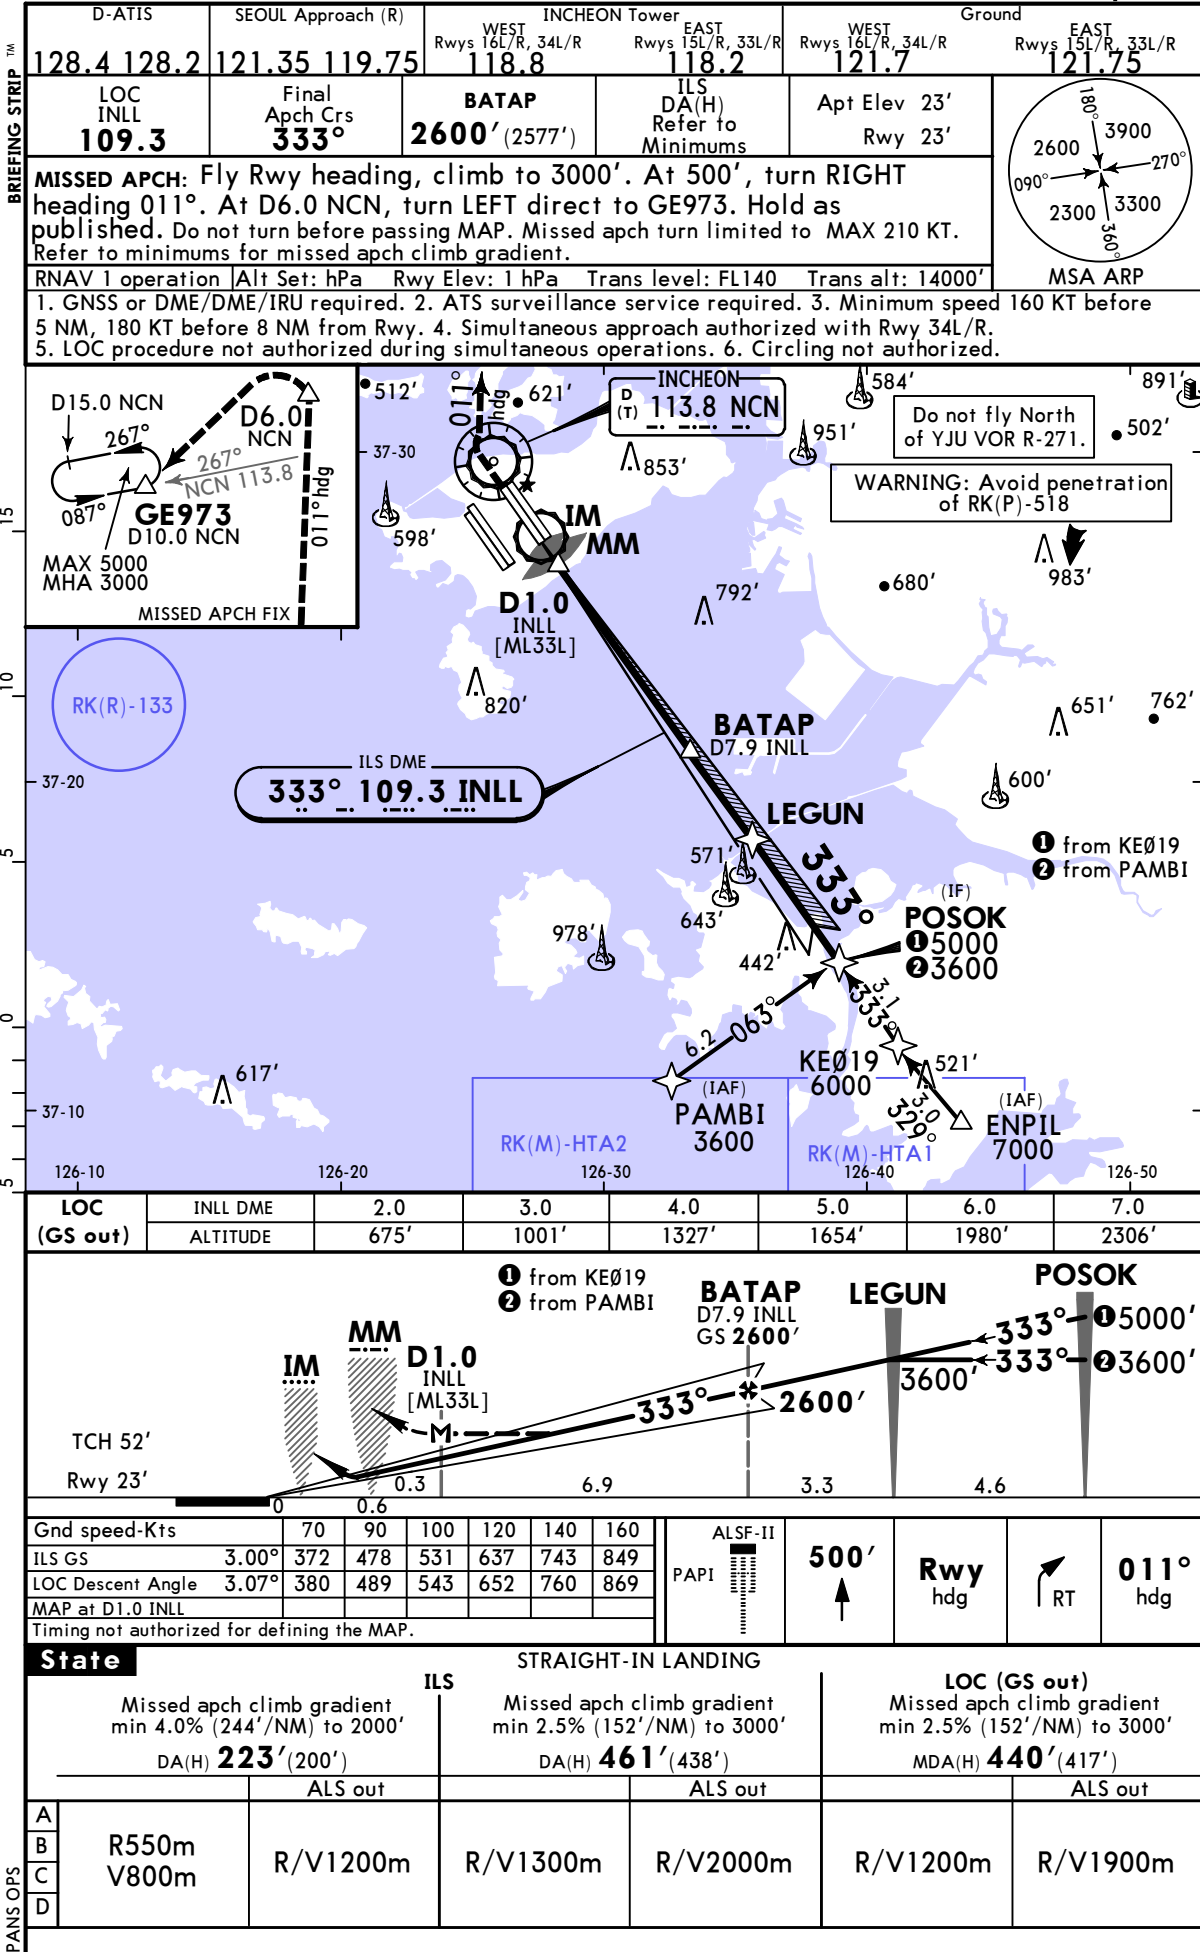 BRIEFING STRIP ™
D-ATIS
128.4 128.2
SEOUL Approach (R)
121.35 119.75
INCHEON Tower
WEST
Rwys 16L/R, 34L/R
118.8
EAST
Rwys 15L/R, 33L/R
118.2
Ground
WEST
Rwys 16L/R, 34L/R
121.7
EAST
Rwys 15L/R, 33L/R
121.75
LOC
INLL
109.3
Final
Apch Crs
333°
BATAP
2600′ (2577′)
ILS
DA(H)
Refer to
Minimums
Apt Elev 23′
Rwy 23′
180°
3900
2600
270°
090°
2300
3300
360°
MSA ARP
MISSED APCH: Fly Rwy heading, climb to 3000′. At 500′, turn RIGHT
heading 011°. At D6.0 NCN, turn LEFT direct to GE973. Hold as
published. Do not turn before passing MAP. Missed apch turn limited to MAX 210 KT.
Refer to minimums for missed apch climb gradient.
RNAV 1 operation
Alt Set: hPa Rwy Elev: 1 hPa Trans level: FL140 Trans alt: 14000′
1. GNSS or DME/DME/IRU required. 2. ATS surveillance service required. 3. Minimum speed 160 KT before
5 NM, 180 KT before 8 NM from Rwy. 4. Simultaneous approach authorized with Rwy 34L/R.
5. LOC procedure not authorized during simultaneous operations. 6. Circling not authorized.
D15.0 NCN
267°
D6.0
NCN
267°
NCN 113.8
087°
GE973
D10.0 NCN
MAX 5000
MHA 3000
011° hdg
MISSED APCH FIX
512′
011°
hdg
621′
INCHEON
D
(T) 113.8 NCN
584′
891′
Do not fly North
of YJU VOR R-271.
502′
951′
853′
37-30
WARNING: Avoid penetration
of RK(P)-518
598′
IM
MM
983′
680′
792′
D1.0
INLL
[ML33L]
15
10
5
0
5
RK(R)-133
820′
651′
762′
BATAP
D7.9 INLL
ILS DME
333° 109.3 INLL
37-20
600′
LEGUN
571′
643′
333°
1 from KEØ19
2 from PAMBI
(IF)
POSOK
1 5000
2 3600
978′
442′
3.1
333°
6.2
063°
KEØ19
6000
521′
617′
37-10
(IAF)
PAMBI
3600
3.0
329°
(IAF)
ENPIL
7000
RK(M)-HTA2
RK(M)-HTA1
126-10
126-20
126-30
126-40
126-50
LOC
(GS out)
INLL DME 2.0 3.0 4.0 5.0 6.0 7.0
ALTITUDE 675′ 1001′ 1327′ 1654′ 1980′ 2306′
1 from KEØ19
2 from PAMBI
BATAP
D7.9 INLL
GS 2600′
LEGUN
POSOK
333° 1 5000′
333° 2 3600′
3600′
IM
MM
D1.0
INLL
[ML33L]
M
333°
2600′
TCH 52′
Rwy 23′
0
0.6
0.3
6.9
3.3
4.6
Gnd speed-Kts 70 90 100 120 140 160
ILS GS 3.00° 372 478 531 637 743 849
LOC Descent Angle 3.07° 380 489 543 652 760 869
MAP at D1.0 INLL
Timing not authorized for defining the MAP.
ALSF-II
PAPI
500′
Rwy
hdg
RT
011°
hdg
State
STRAIGHT-IN LANDING
ILS
LOC (GS out)
Missed apch climb gradient
min 4.0% (244′/NM) to 2000′
DA(H) 223′(200′)
Missed apch climb gradient
min 2.5% (152′/NM) to 3000′
DA(H) 461′(438′)
Missed apch climb gradient
min 2.5% (152′/NM) to 3000′
MDA(H) 440′(417′)
ALS out
ALS out
ALS out
A
B
C
D
R550m
V800m
R/V1200m
R/V1300m
R/V2000m
R/V1200m
R/V1900m
PANS OPS